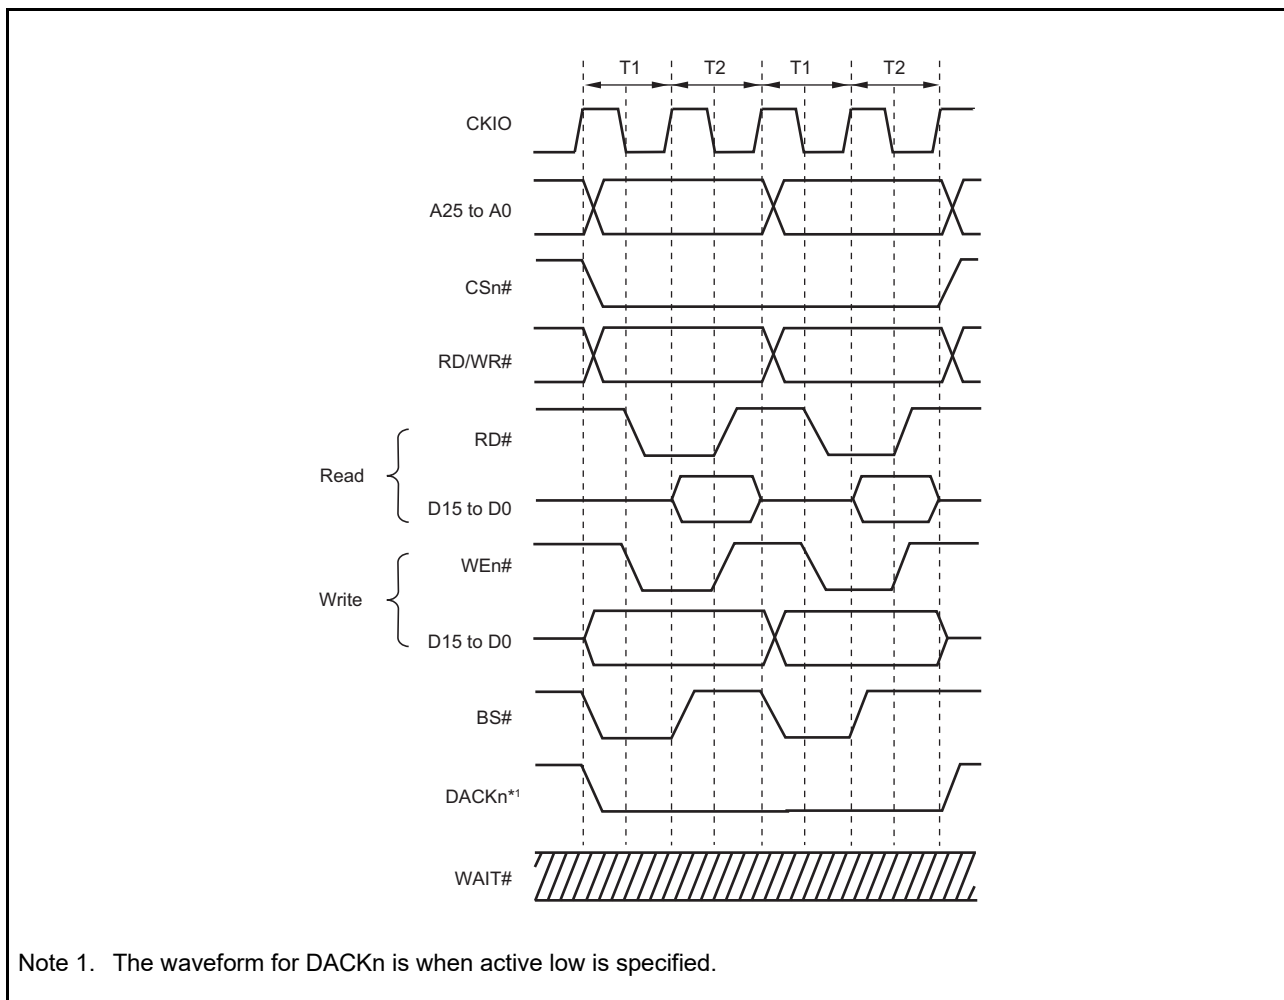 T1 T2 T1 T2
CKIO
A25 to A0
CSn#
RD/WR#
RD#
Read
D15 to D0
WEn#
Write
D15 to D0
BS#
DACKn*1
WAIT#
Note 1. The waveform for DACKn is when active low is specified.